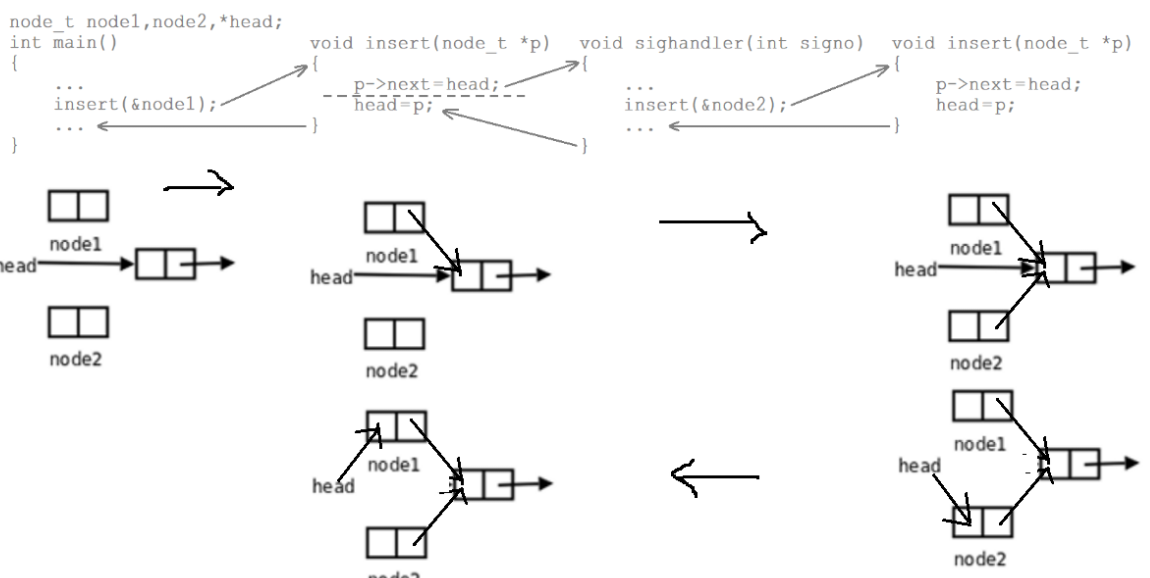 node_t node1,node2,*head;
int main()
{
...
insert(&node1);
...
}
void insert(node_t *p)
{
p->next=head;
head=p;
}
void sighandler(int signo)
{
...
insert(&node2);
...
}
void insert(node_t *p)
{
p->next=head;
head=p;
}
node1
head
node2
node1
head
node2
node1
head
node2
node1
head
node2
node1
head
node2